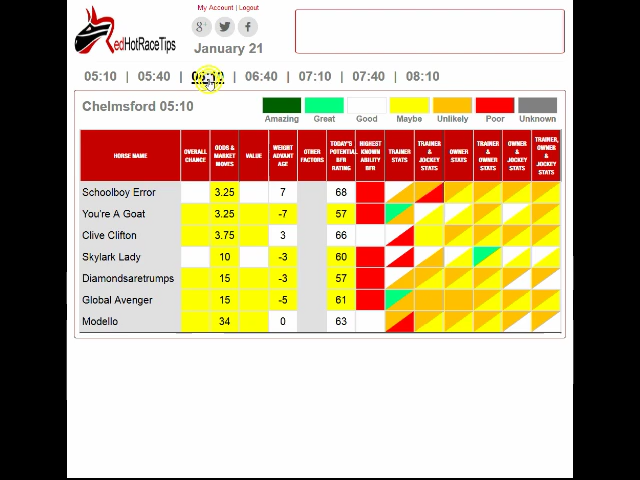 My Account | Logout
RedHotRaceTips
January 21
05:10 | 05:40 | 06:10 | 06:40 | 07:10 | 07:40 | 08:10
Chelmsford 05:10
Amazing Great Good Maybe Unlikely Poor Unknown
HORSE NAME OVERALL CHANCE ODDS & MARKET MOVES VALUE WEIGHT ADVANT AGE OTHER FACTORS TODAY'S POTENTIAL BFR RATING HIGHEST KNOWN ABILITY BFR TRAINER STATS TRAINER & JOCKEY STATS OWNER STATS TRAINER & OWNER STATS OWNER & JOCKEY STATS TRAINER, OWNER & JOCKEY STATS
Schoolboy Error 3.25 7 68
You're A Goat 3.25 -7 57
Clive Clifton 3.75 3 66
Skylark Lady 10 -3 60
Diamondsaretrumps 15 -3 57
Global Avenger 15 -5 61
Modello 34 0 63